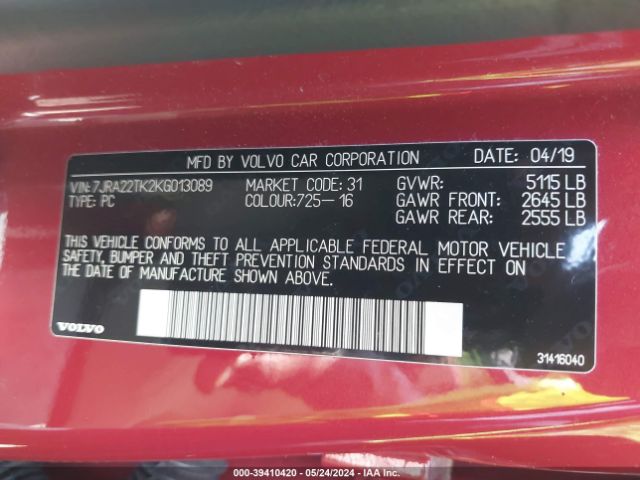 MFD BY VOLVO CAR CORPORATION DATE: 04/19
VIN:7JRA22TK2KG013089 MARKET CODE: 31 GVWR: 5115 LB
TYPE: PC COLOUR:725-16 GAWR FRONT: 2645 LB
GAWR REAR: 2555 LB
THIS VEHICLE CONFORMS TO ALL APPLICABLE FEDERAL MOTOR VEHICLE
SAFETY, BUMPER AND THEFT PREVENTION STANDARDS IN EFFECT ON
THE DATE OF MANUFACTURE SHOWN ABOVE.
VOLVO
31416040
000-39410420 - 05/24/2024 - IAA